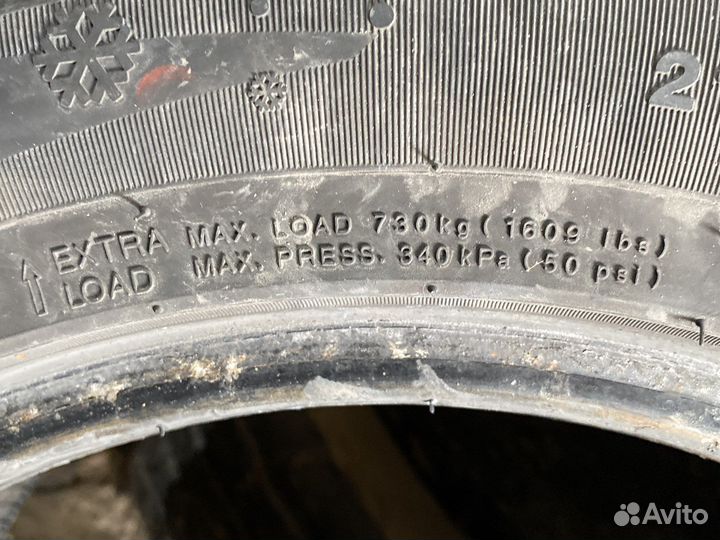 2
EXTRA MAX. LOAD 730kg (1609 lbs)
LOAD MAX. PRESS. 340kPa (50 psi)
Avito